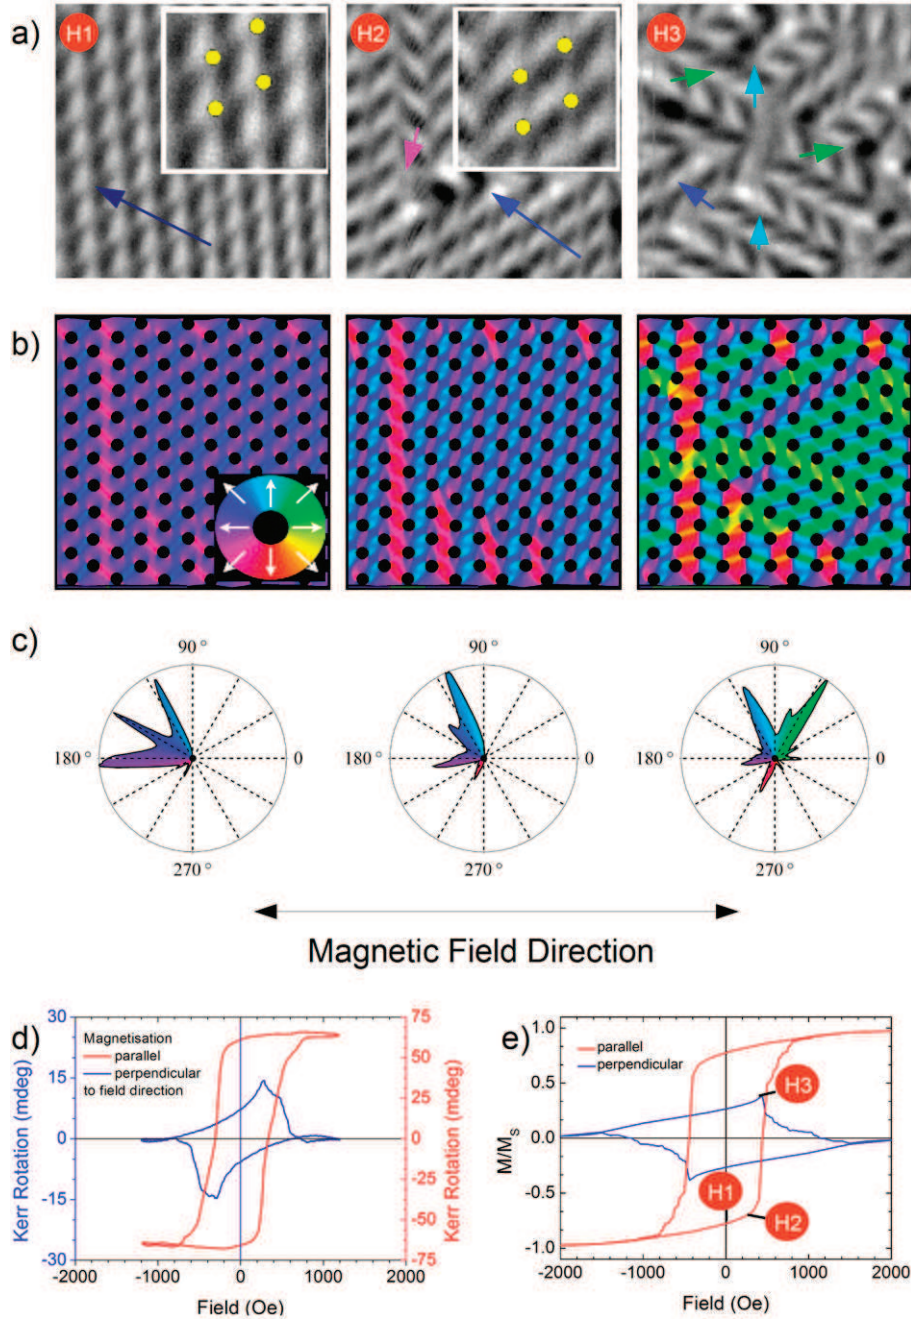 a)
H1
H2
H3
b)
c)
90 °
180 °
0
270 °
90 °
180 °
0
270 °
90 °
180 °
0
270 °
Magnetic Field Direction
d)
Kerr Rotation (mdeg)
30
15
0
-15
-30
Magnetisation
parallel
perpendicular
to field direction
75
50
25
0
-25
-50
-75
Kerr Rotation (mdeg)
-2000
-1000
0
1000
2000
Field (Oe)
e)
M/Ms
1.0
0.5
0.0
-0.5
-1.0
parallel
perpendicular
H3
H1
H2
-2000
-1000
0
1000
2000
Field (Oe)